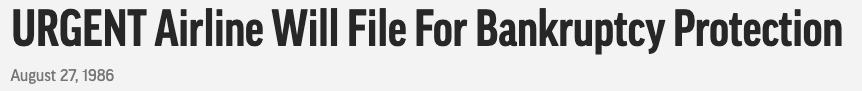 URGENT Airline Will File For Bankruptcy Protection
August 27, 1986